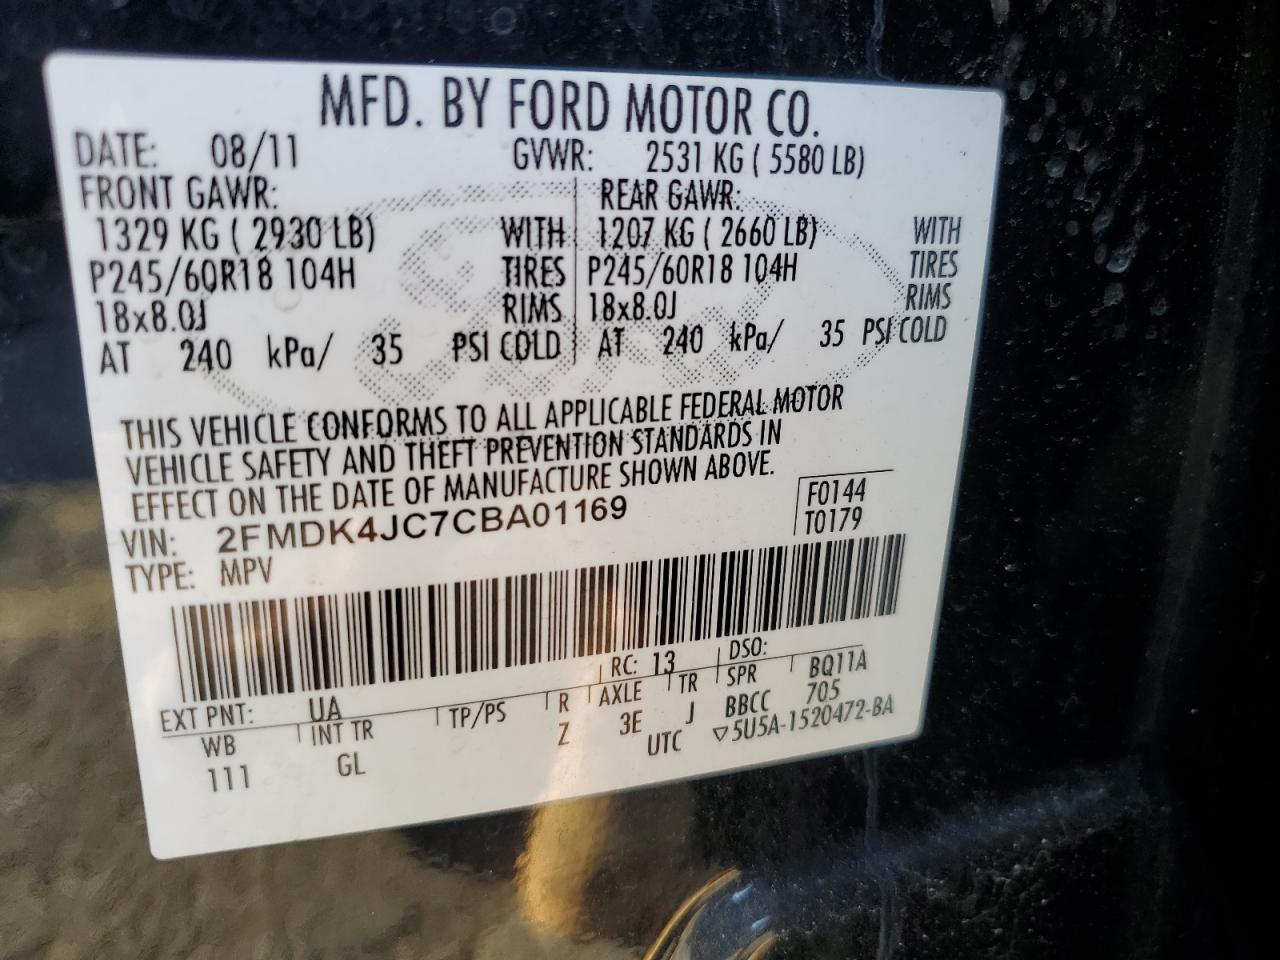 MFD. BY FORD MOTOR CO.
DATE: 08/11 GVWR: 2531 KG ( 5580 LB)
FRONT GAWR: REAR GAWR:
1329 KG ( 2930 LB) WITH 1207 KG ( 2660 LB) WITH
P245/60R18 104H TIRES P245/60R18 104H TIRES
18x8.0J RIMS 18x8.0J RIMS
AT 240 kPa/ 35 PSI COLD AT 240 kPa/ 35 PSI COLD
THIS VEHICLE CONFORMS TO ALL APPLICABLE FEDERAL MOTOR
VEHICLE SAFETY AND THEFT PREVENTION STANDARDS IN
EFFECT ON THE DATE OF MANUFACTURE SHOWN ABOVE.
VIN: 2FMDK4JC7CBA01169 F0144
TYPE: MPV T0179
EXT PNT: UA RC: 13 DSO:
WB INT TR TP/PS R AXLE TR SPR BQ11A
111 GL Z 3E J BBCC 705
UTC ▽5U5A-1520472-BA